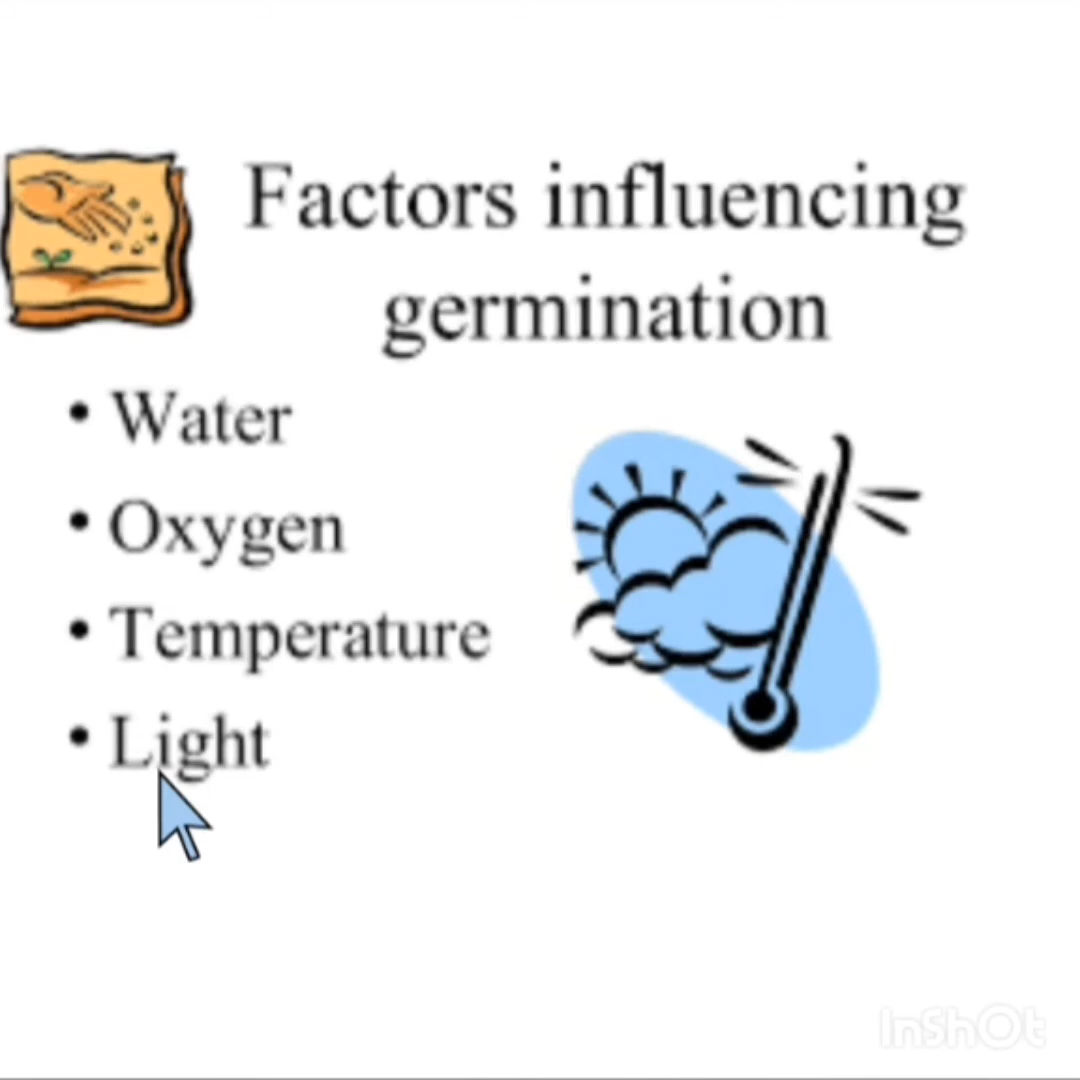 Factors influencing
germination
• Water
• Oxygen
• Temperature
• Light
InShOt